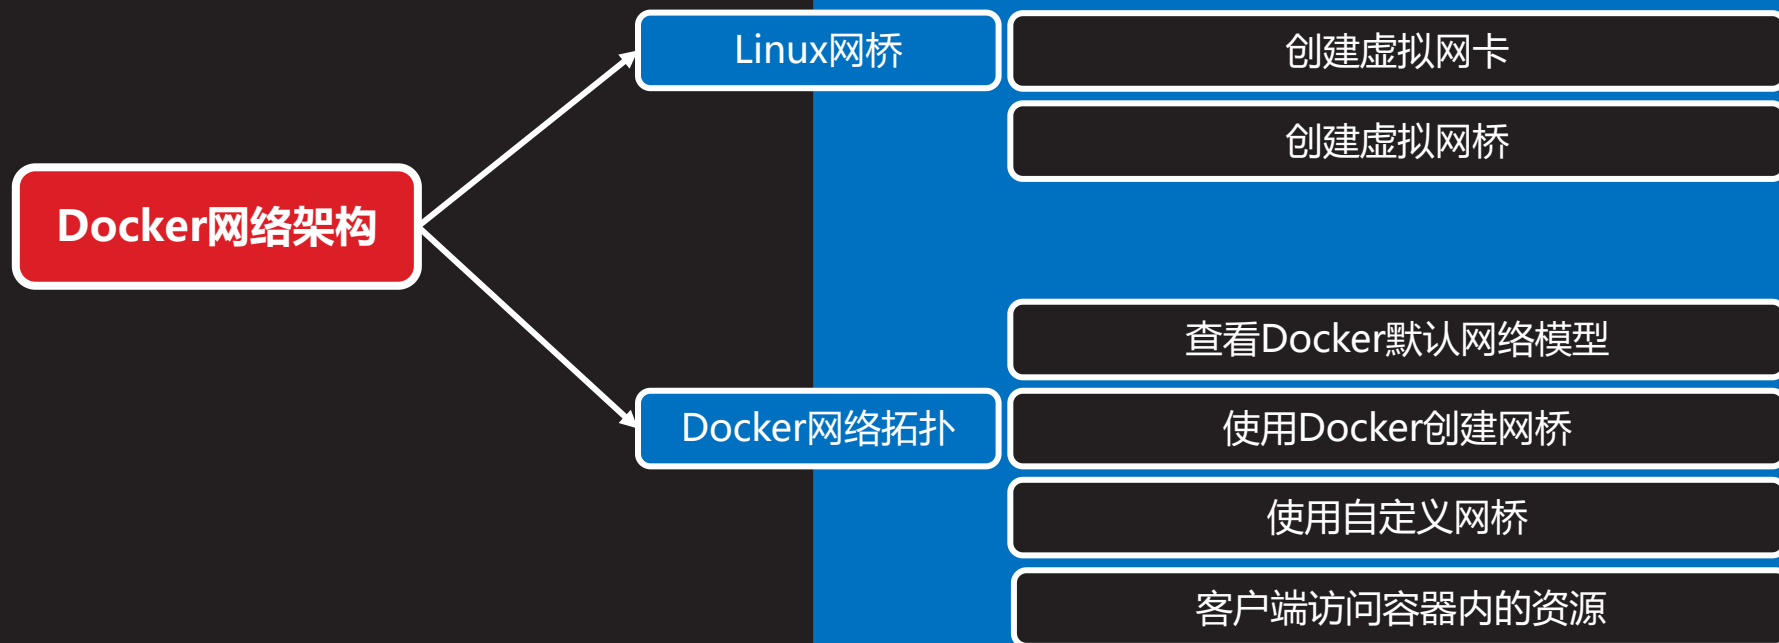 Linux网桥
创建虚拟网卡
创建虚拟网桥
Docker网络架构
查看Docker默认网络模型
Docker网络拓扑
使用Docker创建网桥
使用自定义网桥
客户端访问容器内的资源